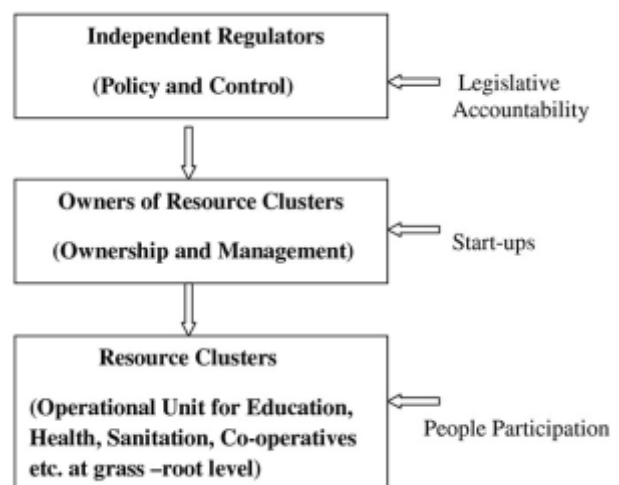 Independent Regulators
(Policy and Control)
Legislative
Accountability
Owners of Resource Clusters
(Ownership and Management)
Start-ups
Resource Clusters
(Operational Unit for Education,
Health, Sanitation, Co-operatives
etc. at grass –root level)
People Participation